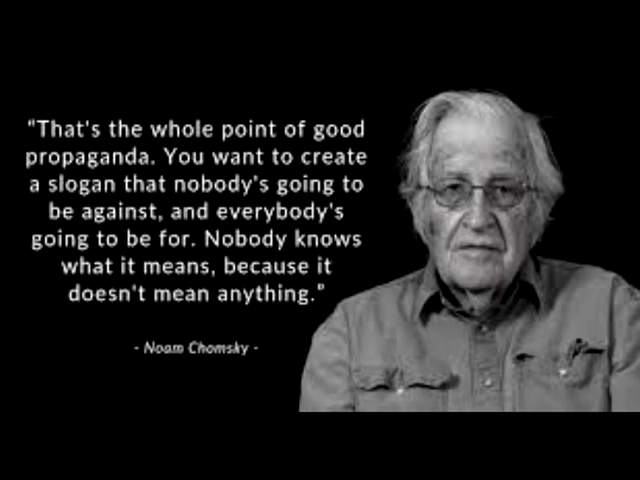 “That's the whole point of good
propaganda. You want to create
a slogan that nobody's going to
be against, and everybody's
going to be for. Nobody knows
what it means, because it
doesn't mean anything.”
- Noam Chomsky -